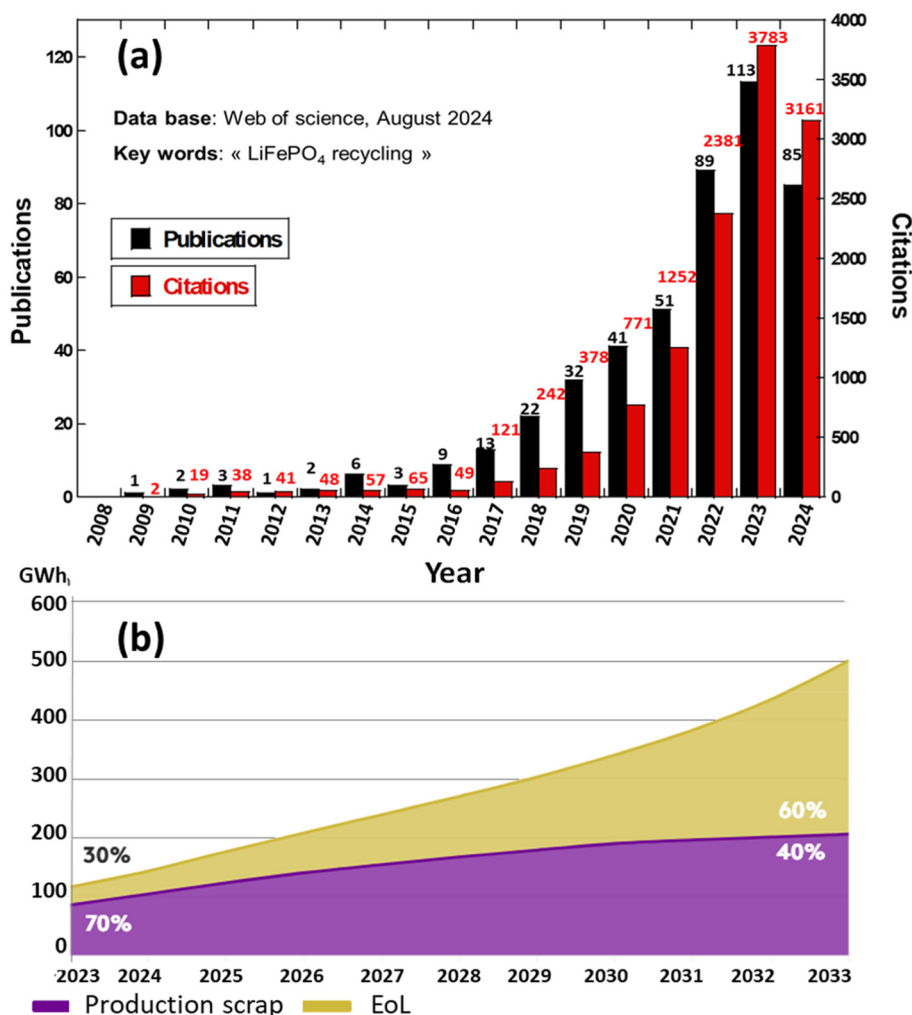 (a)
Data base: Web of science, August 2024
Key words: « LiFePO4 recycling »
Publications
Citations
Publications
0
20
40
60
80
100
120
Citations
0
500
1000
1500
2000
2500
3000
3500
4000
1 2 2 19 3 38 1 41 2 48 6 57 3 65 9 49 13 121 22 242 32 378 41 771 51 1252 89 2381 113 3783 85 3161
2008 2009 2010 2011 2012 2013 2014 2015 2016 2017 2018 2019 2020 2021 2022 2023 2024
Year
GWh
(b)
600
500
400
300
200
100
0
30%
70%
60%
40%
2023 2024 2025 2026 2027 2028 2029 2030 2031 2032 2033
Production scrap EoL